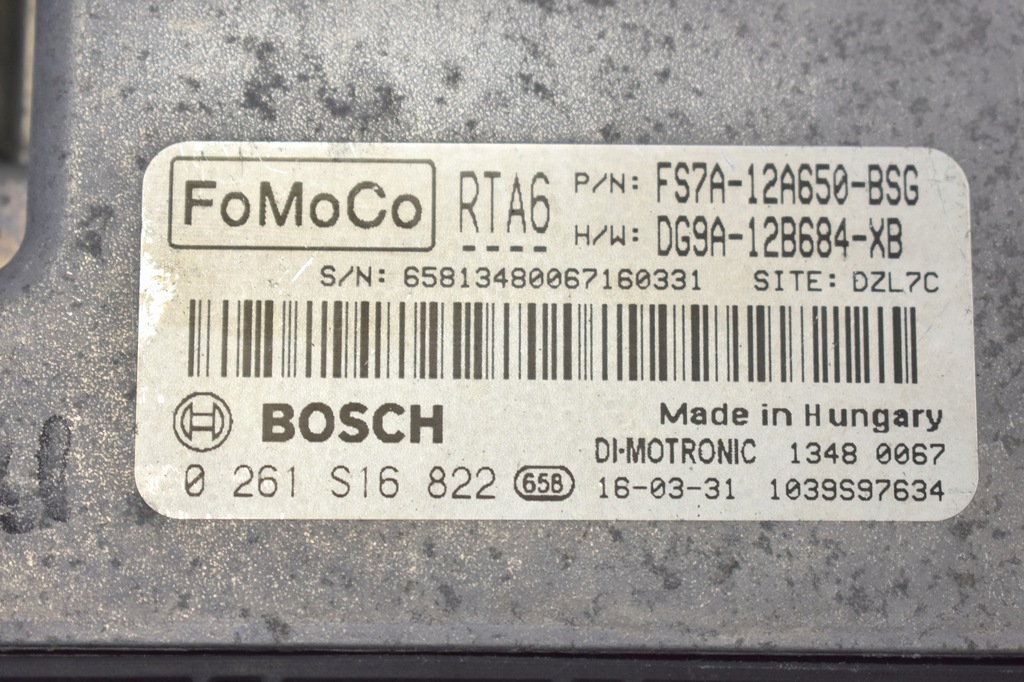 FoMoCo RTA6 P/N: FS7A-12A650-BSG
H/W: DG9A-12B684-XB
S/N: 65813480067160331 SITE: DZL7C
BOSCH Made in Hungary
DI-MOTRONIC 1348 0067
0 261 S16 822 658 16-03-31 1039S97634